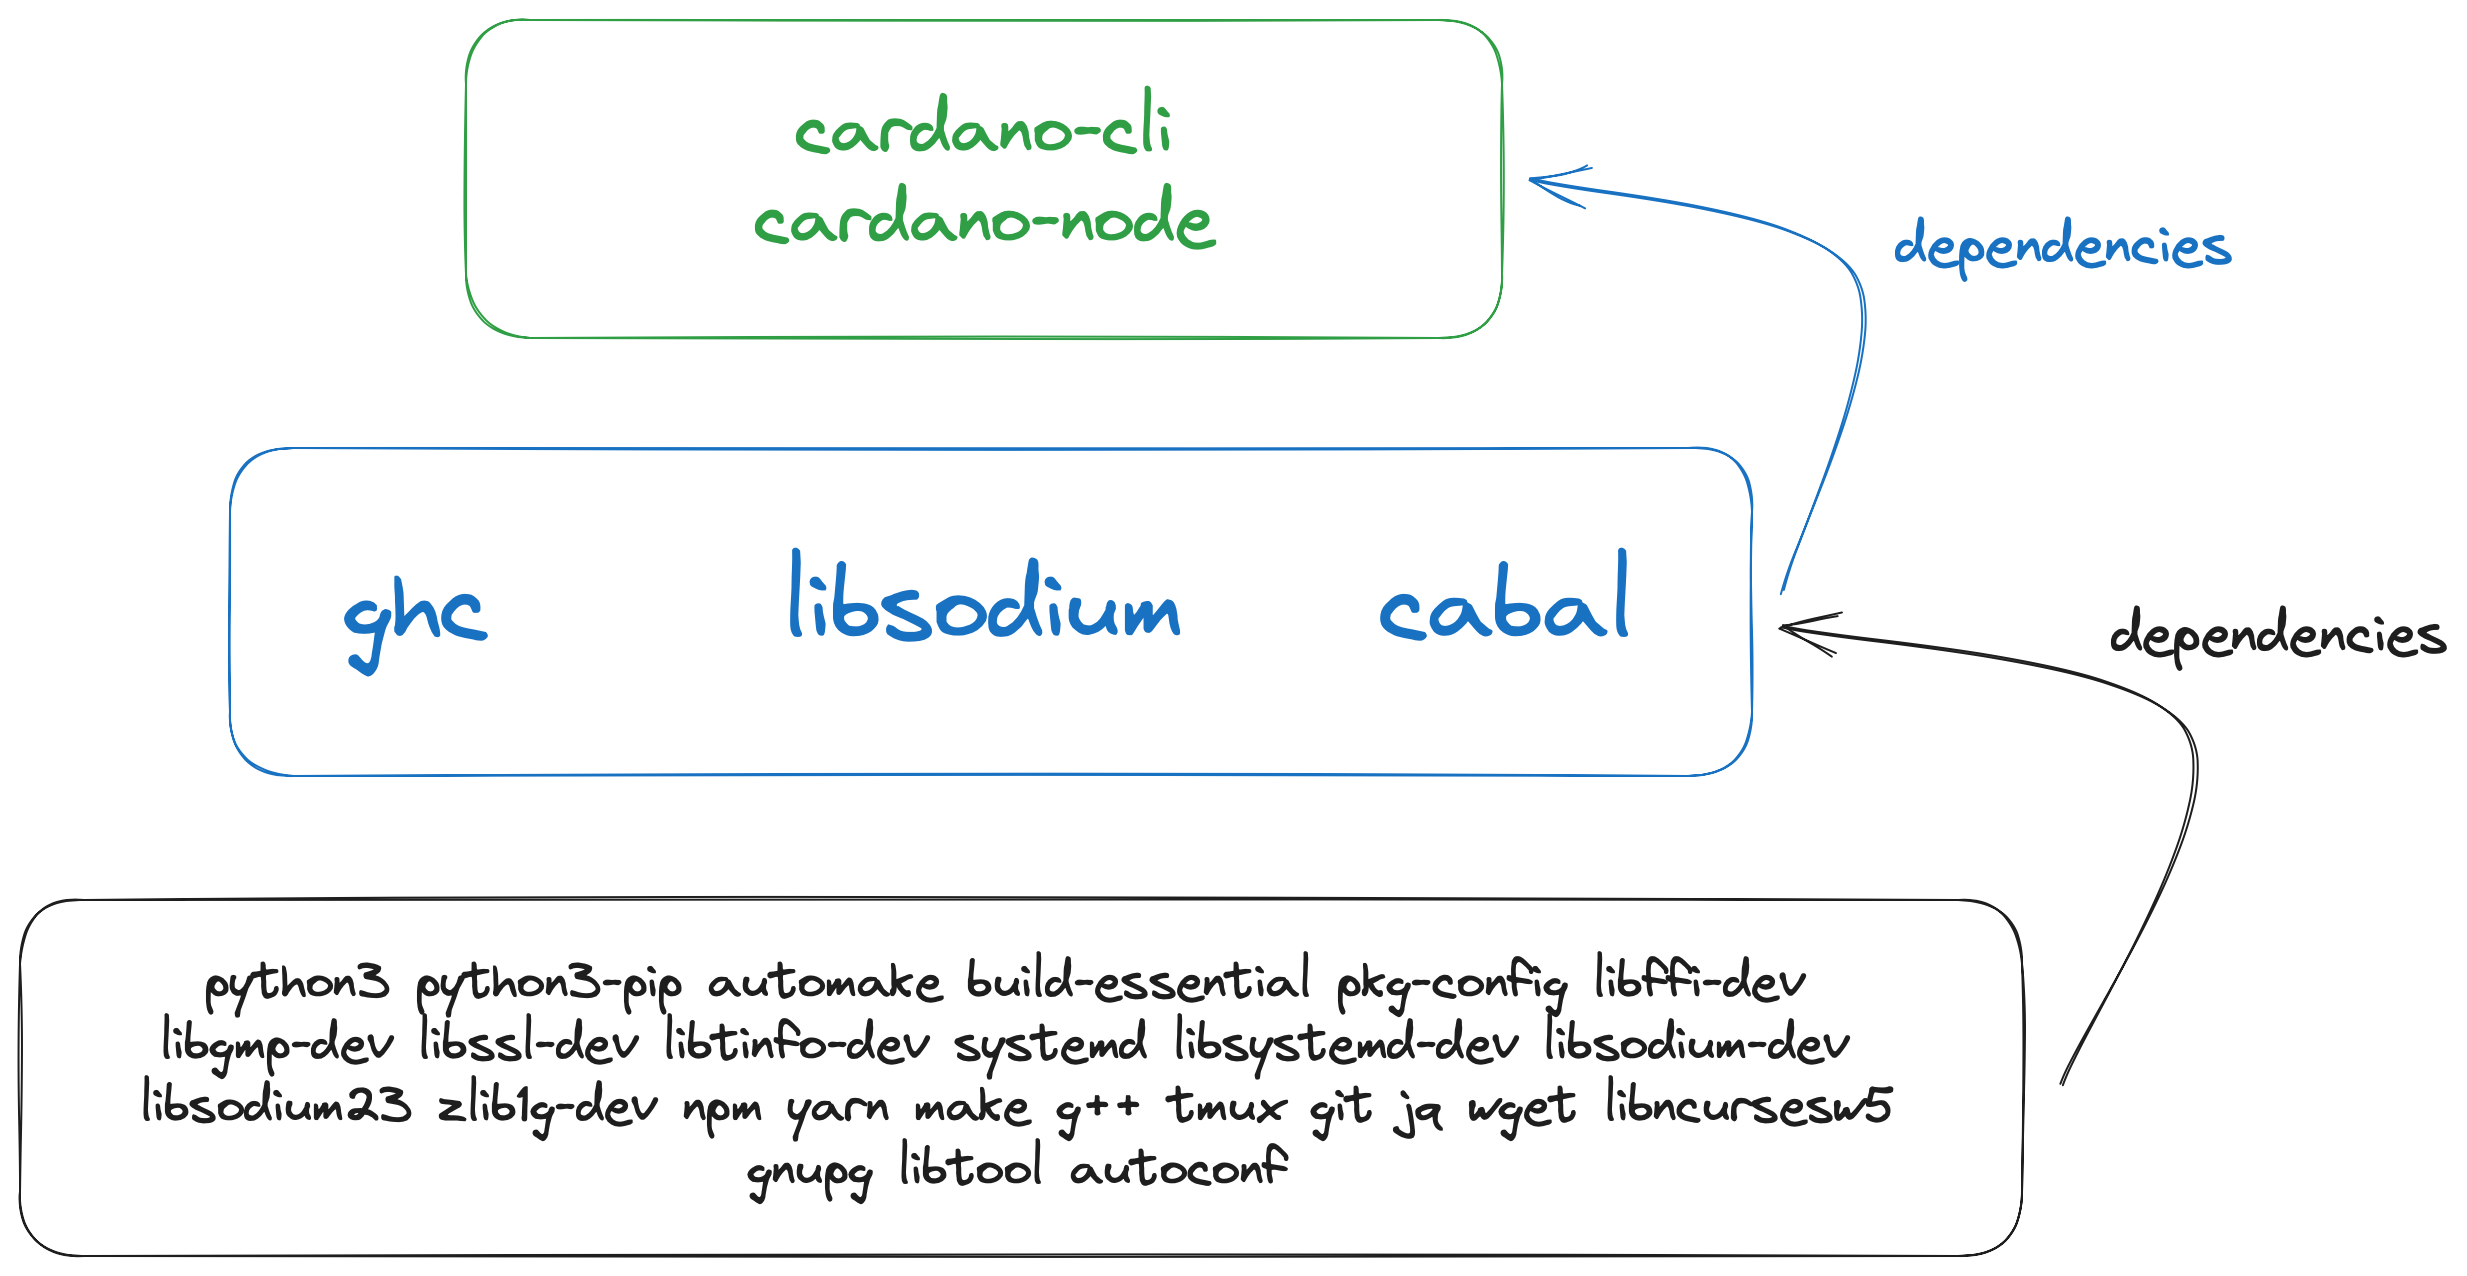 cardano-cli
cardano-node
dependencies
ghc libsodium cabal
dependencies
python3 python3-pip automake build-essential pkg-config libffi-dev
libgmp-dev libssl-dev libtinfo-dev systemd libsystemd-dev libsodium-dev
libsodium23 zlib1g-dev npm yarn make g++ tmux git jq wget libncursesw5
gnupg libtool autoconf